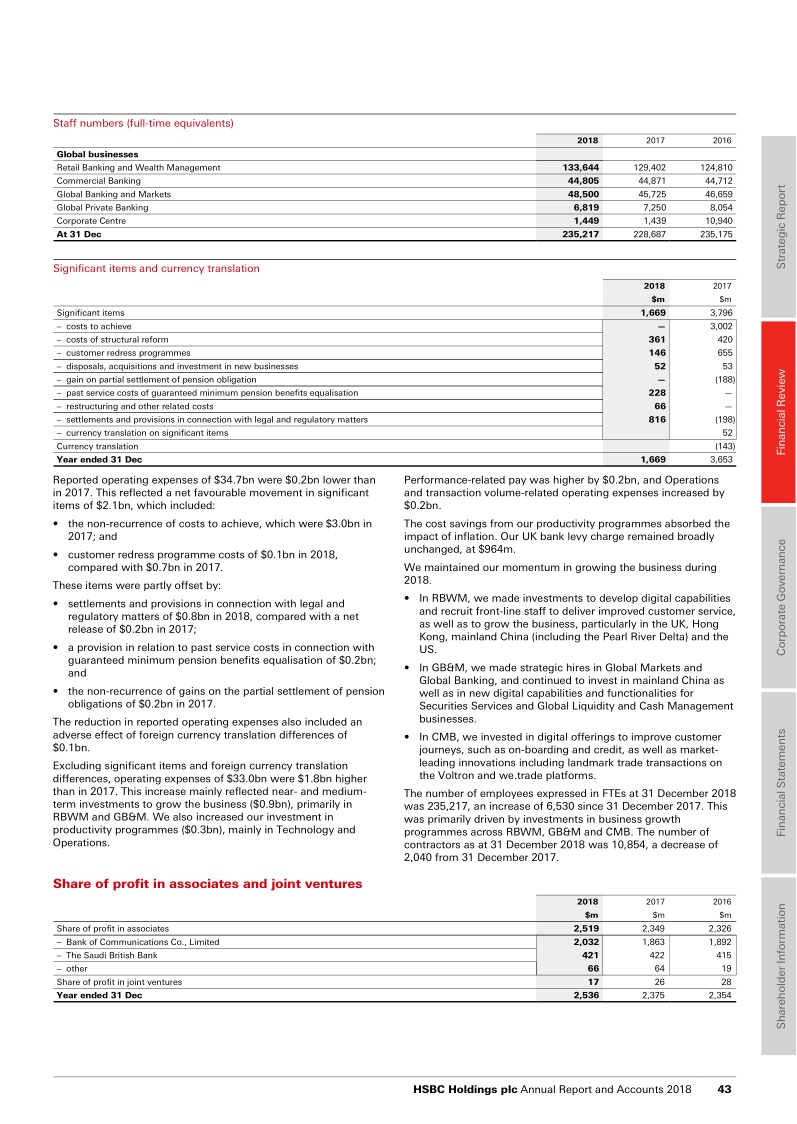 Staff numbers (full-time equivalents)
2018 2017 2016
Global businesses
Retail Banking and Wealth Management 133,644 129,402 124,810
Commercial Banking 44,805 44,871 44,712
Global Banking and Markets 48,500 45,725 46,659
Global Private Banking 6,819 7,250 8,054
Corporate Centre 1,449 1,439 10,940
At 31 Dec 235,217 228,687 235,175
Significant items and currency translation
2018 2017
$m $m
Significant items 1,669 3,796
– costs to achieve — 3,002
– costs of structural reform 361 420
– customer redress programmes 146 655
– disposals, acquisitions and investment in new businesses 52 53
– gain on partial settlement of pension obligation — (188)
– past service costs of guaranteed minimum pension benefits equalisation 228 —
– restructuring and other related costs 66 —
– settlements and provisions in connection with legal and regulatory matters 816 (198)
– currency translation on significant items 52
Currency translation (143)
Year ended 31 Dec 1,669 3,653
Reported operating expenses of $34.7bn were $0.2bn lower than
in 2017. This reflected a net favourable movement in significant
items of $2.1bn, which included:
• the non-recurrence of costs to achieve, which were $3.0bn in
2017; and
• customer redress programme costs of $0.1bn in 2018,
compared with $0.7bn in 2017.
These items were partly offset by:
• settlements and provisions in connection with legal and
regulatory matters of $0.8bn in 2018, compared with a net
release of $0.2bn in 2017;
• a provision in relation to past service costs in connection with
guaranteed minimum pension benefits equalisation of $0.2bn;
and
• the non-recurrence of gains on the partial settlement of pension
obligations of $0.2bn in 2017.
The reduction in reported operating expenses also included an
adverse effect of foreign currency translation differences of
$0.1bn.
Excluding significant items and foreign currency translation
differences, operating expenses of $33.0bn were $1.8bn higher
than in 2017. This increase mainly reflected near- and medium-
term investments to grow the business ($0.9bn), primarily in
RBWM and GB&M. We also increased our investment in
productivity programmes ($0.3bn), mainly in Technology and
Operations.
Performance-related pay was higher by $0.2bn, and Operations
and transaction volume-related operating expenses increased by
$0.2bn.
The cost savings from our productivity programmes absorbed the
impact of inflation. Our UK bank levy charge remained broadly
unchanged, at $964m.
We maintained our momentum in growing the business during
2018.
• In RBWM, we made investments to develop digital capabilities
and recruit front-line staff to deliver improved customer service,
as well as to grow the business, particularly in the UK, Hong
Kong, mainland China (including the Pearl River Delta) and the
US.
• In GB&M, we made strategic hires in Global Markets and
Global Banking, and continued to invest in mainland China as
well as in new digital capabilities and functionalities for
Securities Services and Global Liquidity and Cash Management
businesses.
• In CMB, we invested in digital offerings to improve customer
journeys, such as on-boarding and credit, as well as market-
leading innovations including landmark trade transactions on
the Voltron and we.trade platforms.
The number of employees expressed in FTEs at 31 December 2018
was 235,217, an increase of 6,530 since 31 December 2017. This
was primarily driven by investments in business growth
programmes across RBWM, GB&M and CMB. The number of
contractors as at 31 December 2018 was 10,854, a decrease of
2,040 from 31 December 2017.
Share of profit in associates and joint ventures
2018 2017 2016
$m $m $m
Share of profit in associates 2,519 2,349 2,326
– Bank of Communications Co., Limited 2,032 1,863 1,892
– The Saudi British Bank 421 422 415
– other 66 64 19
Share of profit in joint ventures 17 26 28
Year ended 31 Dec 2,536 2,375 2,354
Strategic Report
Financial Review
Corporate Governance
Financial Statements
Shareholder Information
HSBC Holdings plc Annual Report and Accounts 2018 43